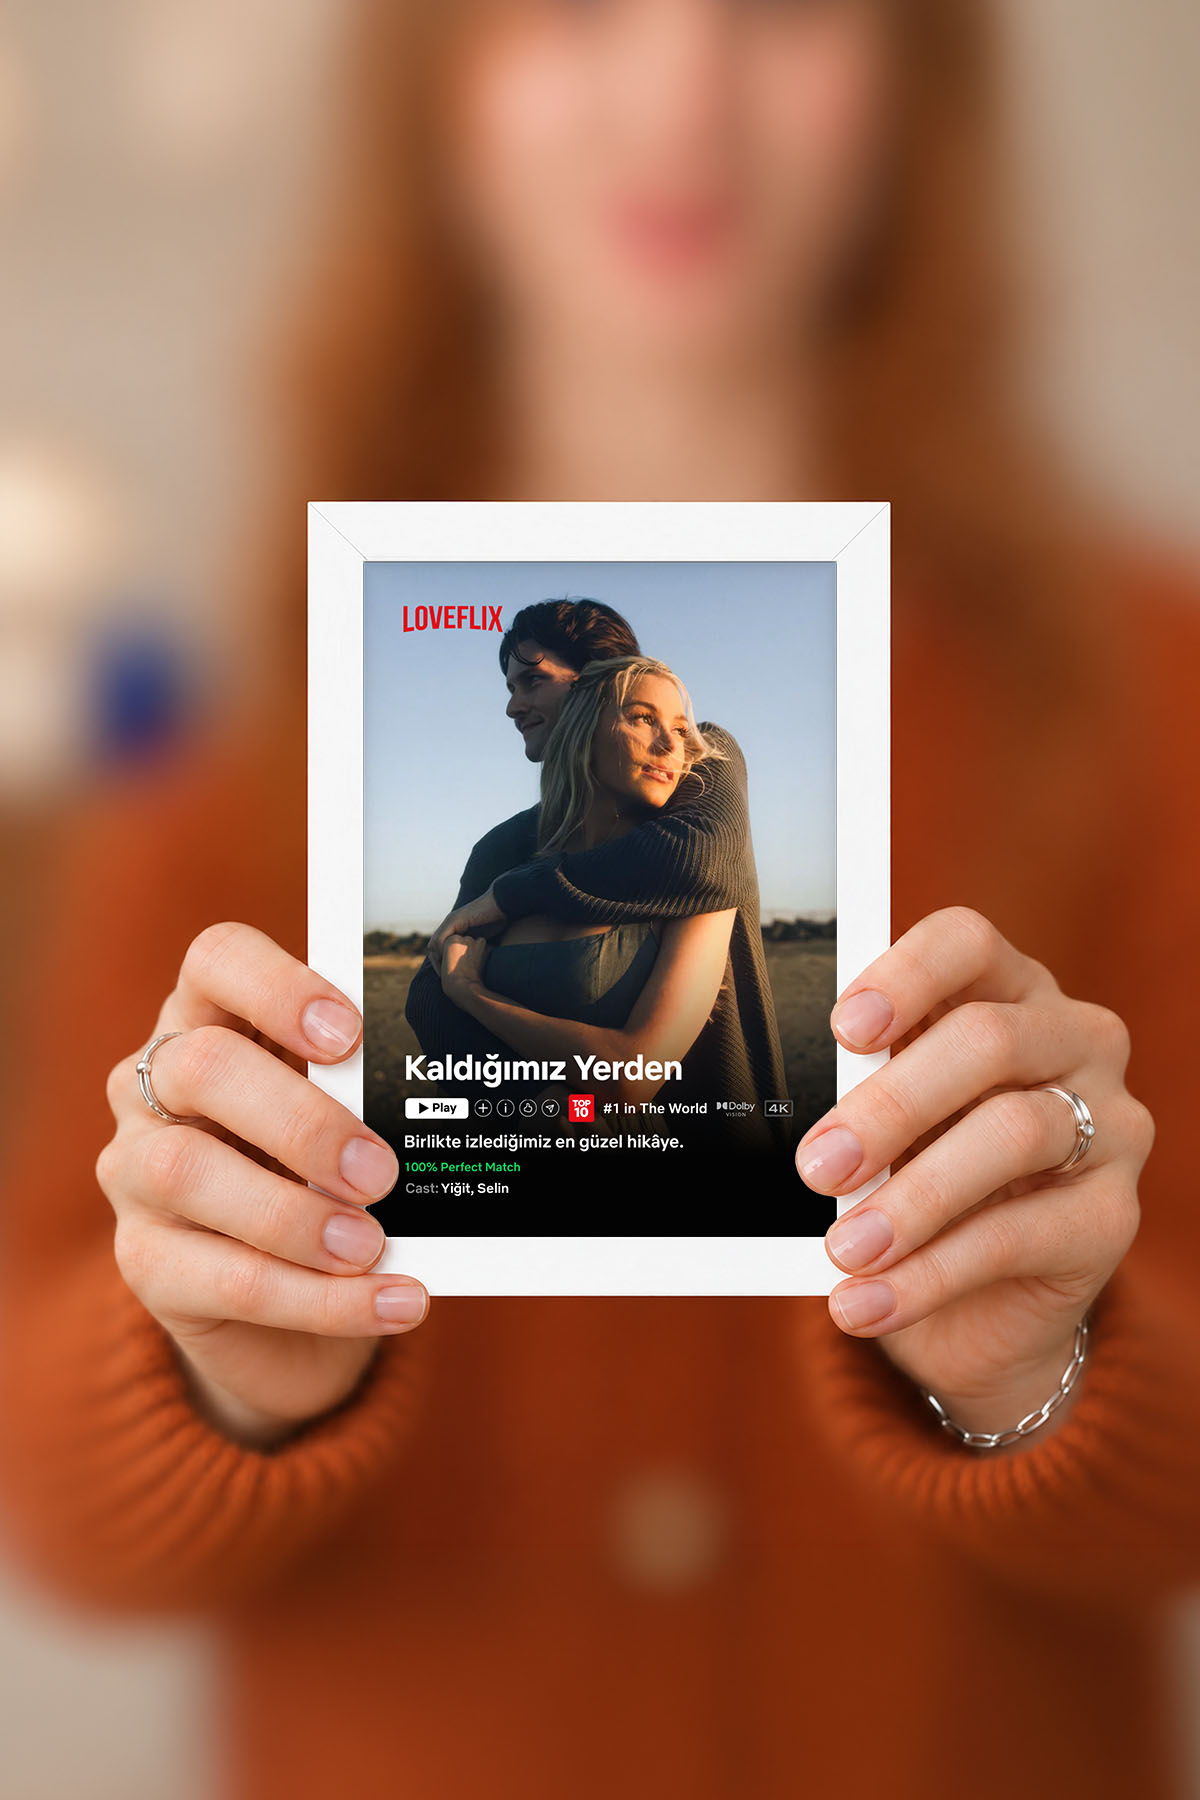 LOVEFLIX
Kaldığımız Yerden
Play TOP 10 #1 in The World Dolby VISION 4K
Birlikte izlediğimiz en güzel hikâye.
100% Perfect Match
Cast: Yiğit, Selin